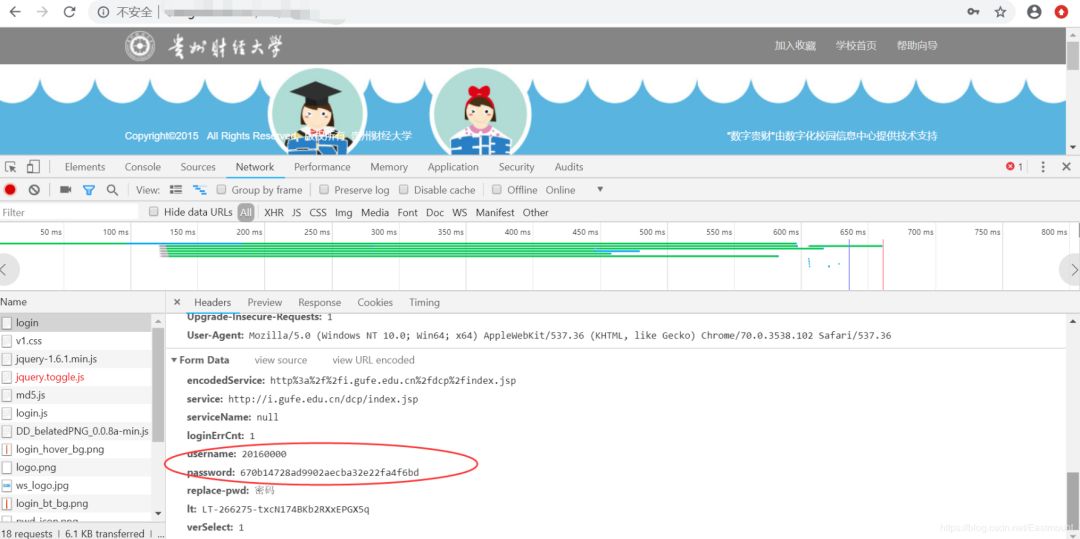 不安全
贵州财经大学
加入收藏 学校首页 帮助向导
Copyright©2015 All Rights Reserved. 版权所有 贵州财经大学
"数字贵财"由数字化校园信息中心提供技术支持
Elements Console Sources Network Performance Memory Application Security Audits 1
View: Group by frame Preserve log Disable cache Offline Online
Filter Hide data URLs All XHR JS CSS Img Media Font Doc WS Manifest Other
50 ms 100 ms 150 ms 200 ms 250 ms 300 ms 350 ms 400 ms 450 ms 500 ms 550 ms 600 ms 650 ms 700 ms 750 ms 800 ms
Name
login
v1.css
jquery-1.6.1.min.js
jquery.toggle.js
md5.js
login.js
DD_belatedPNG_0.0.8a-min.js
login_hover_bg.png
logo.png
ws_logo.jpg
login_bt_bg.png
pwd_icon.png
18 requests | 6.1 KB transferred | ...
Headers Preview Response Cookies Timing
Upgrade-Insecure-Requests: 1
User-Agent: Mozilla/5.0 (Windows NT 10.0; Win64; x64) AppleWebKit/537.36 (KHTML, like Gecko) Chrome/70.0.3538.102 Safari/537.36
Form Data view source view URL encoded
encodedService: http%3a%2f%2fi.gufe.edu.cn%2fdcp%2findex.jsp
service: http://i.gufe.edu.cn/dcp/index.jsp
serviceName: null
loginErrCnt: 1
username: 20160000
password: 670b14728ad9902aecba32e22fa4f6bd
replace-pwd: 密码
lt: LT-266275-txcN174BKb2RXxEPGX5q
verSelect: 1
https://blog.csdn.net/Eastmount